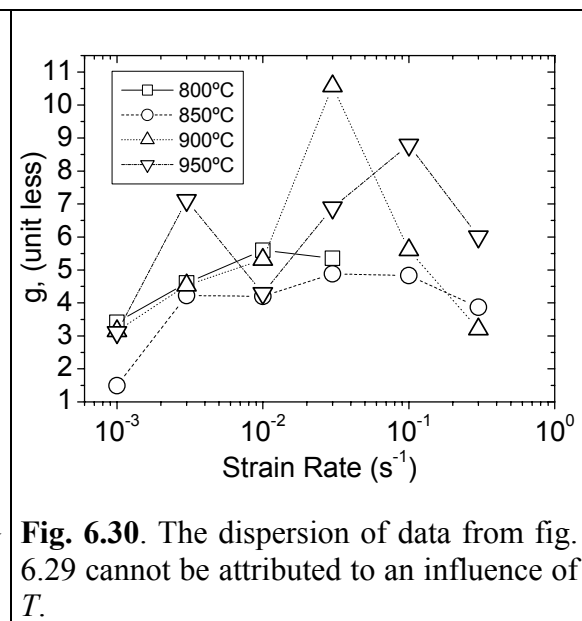 11
10
9
8
7
6
5
4
3
2
1
g, (unit less)
800ºC
850ºC
900ºC
950ºC
10⁻³ 10⁻² 10⁻¹ 10⁰
Strain Rate (s⁻¹)
Fig. 6.30. The dispersion of data from fig.
6.29 cannot be attributed to an influence of
T.